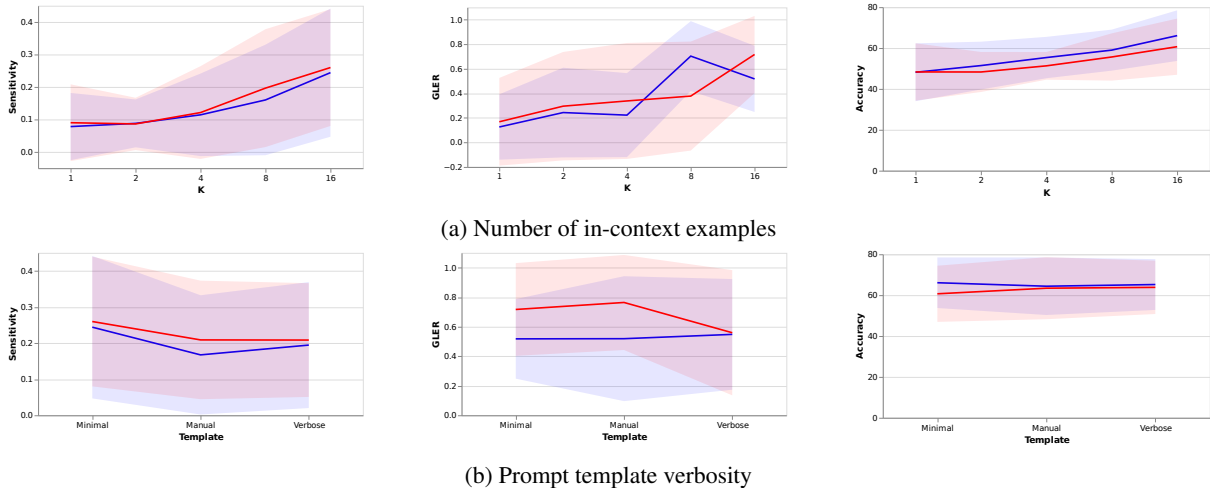 0.4
0.3
0.2
0.1
0.0
Sensitivity
1 2 4 8 16
K
1.0
0.8
0.6
0.4
0.2
0.0
−0.2
GLER
1 2 4 8 16
K
80
60
40
20
0
Accuracy
1 2 4 8 16
K
(a) Number of in-context examples
0.4
0.3
0.2
0.1
0.0
Sensitivity
Minimal Manual Verbose
Template
1.0
0.8
0.6
0.4
0.2
0.0
GLER
Minimal Manual Verbose
Template
80
60
40
20
0
Accuracy
Minimal Manual Verbose
Template
(b) Prompt template verbosity